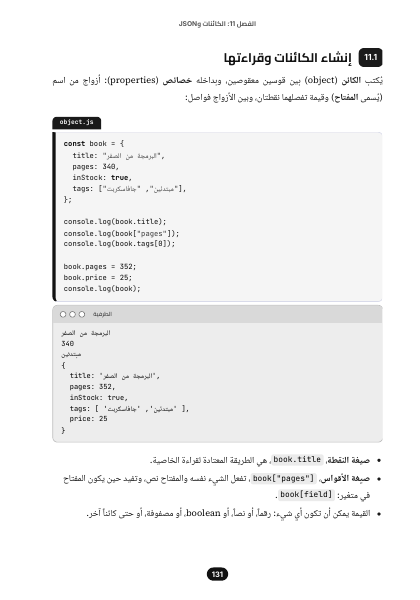 الفصل 11: الكائنات وJSON
11.1 إنشاء الكائنات وقراءتها
يُكتب الكائن (object) بين قوسين معقوصين، وبداخله خصائص (properties): أزواج من اسم
(يُسمى المفتاح) وقيمة تفصلهما نقطتان، وبين الأزواج فواصل:
object.js
const book = {
title: "البرمجة من الصفر",
pages: 340,
inStock: true,
tags: ["مبتدئين", "جافاسكربت"],
};
console.log(book.title);
console.log(book["pages"]);
console.log(book.tags[0]);
book.pages = 352;
book.price = 25;
console.log(book);
الطرفية
البرمجة من الصفر
340
مبتدئين
{
title: 'البرمجة من الصفر',
pages: 352,
inStock: true,
tags: [ 'مبتدئين', 'جافاسكربت' ],
price: 25
}
• صيغة النقطة، book.title، هي الطريقة المعتادة لقراءة الخاصية.
• صيغة الأقواس، book["pages"]، تفعل الشيء نفسه والمفتاح نص، وتفيد حين يكون المفتاح
في متغير: book[field].
• القيمة يمكن أن تكون أي شيء: رقماً، أو نصاً، أو boolean، أو مصفوفة، أو حتى كائناً آخر.
131